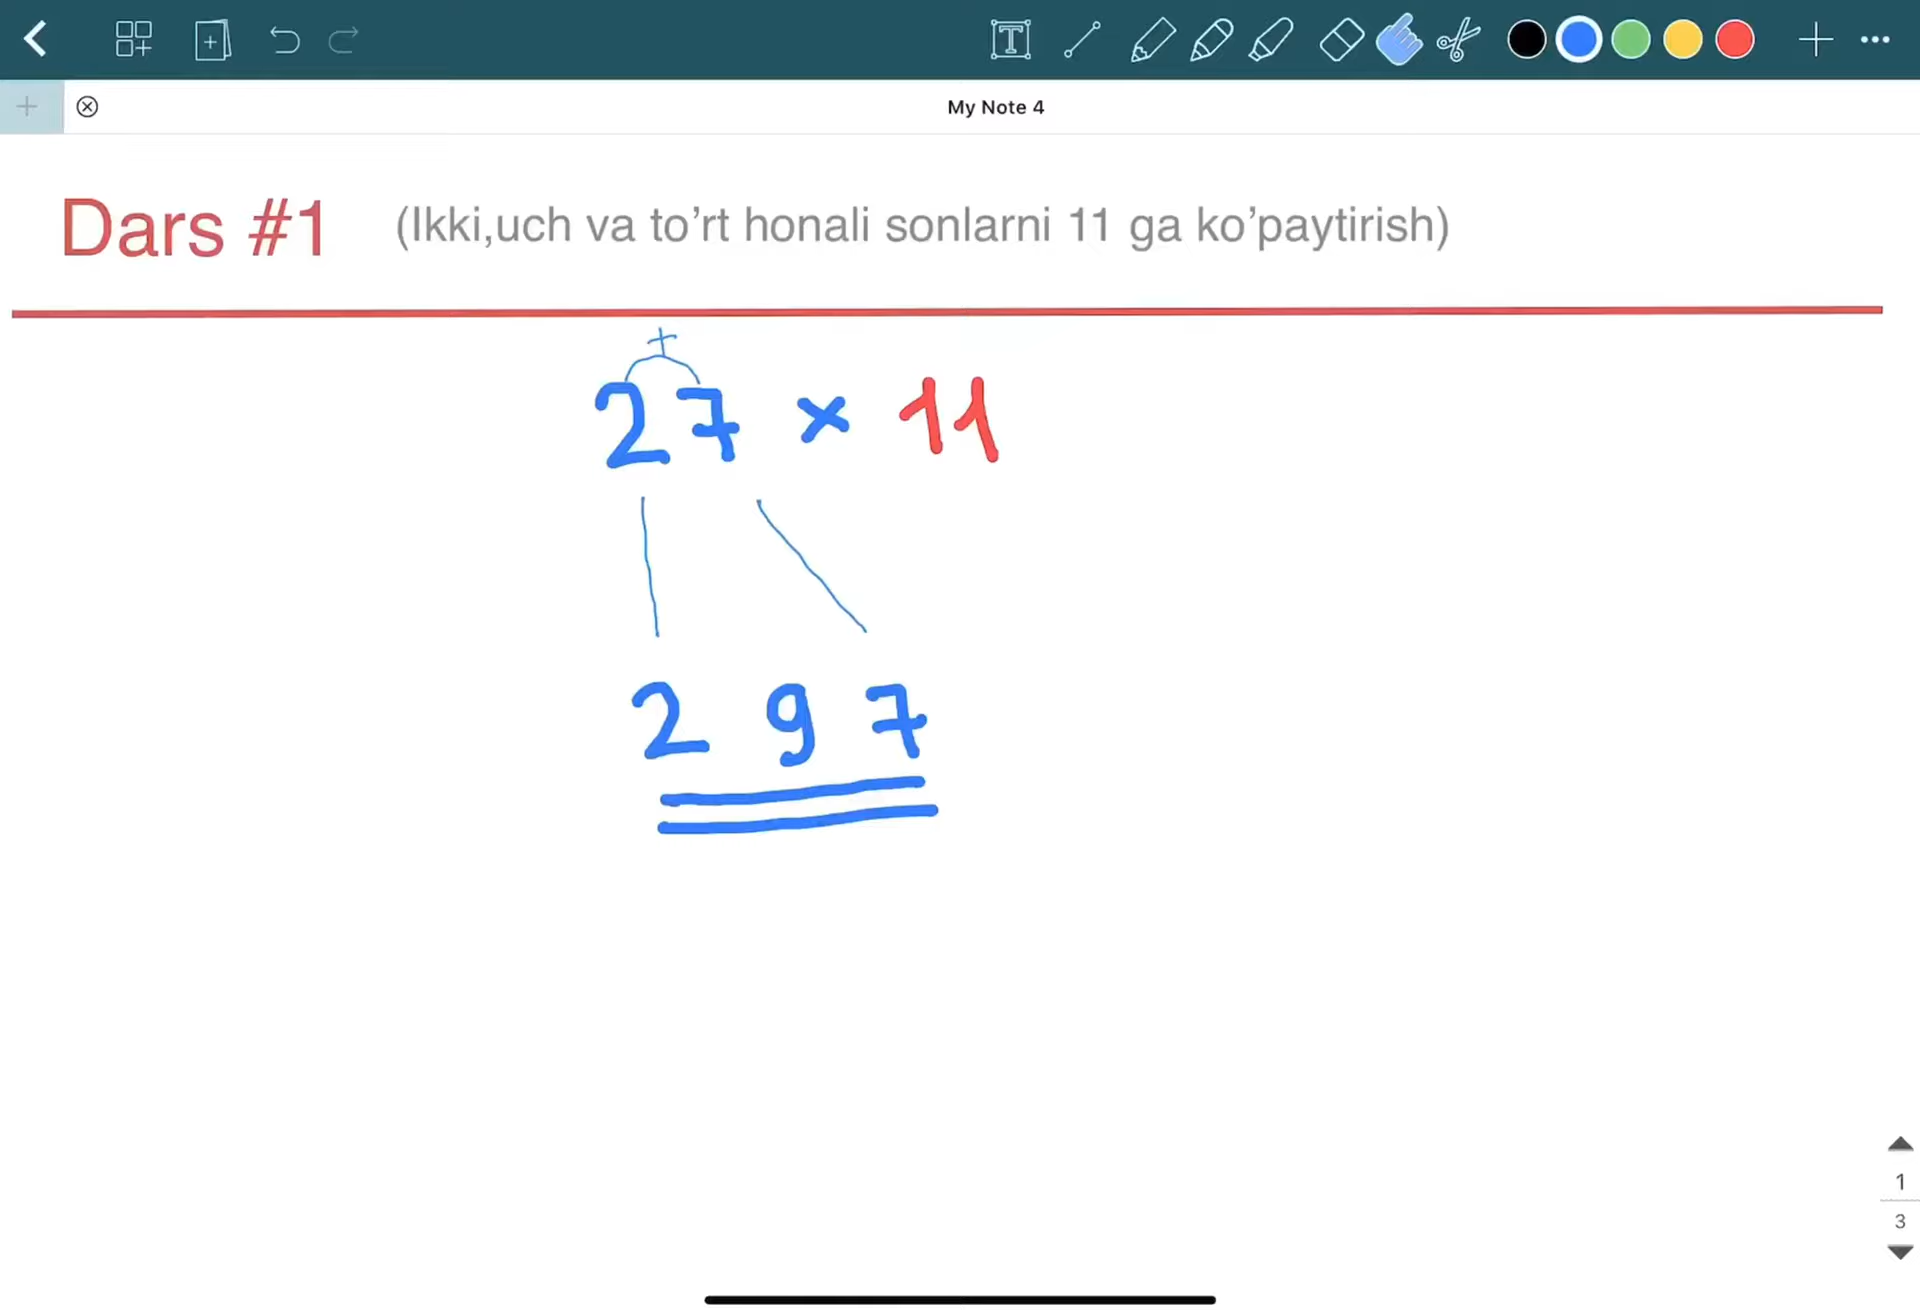 My Note 4
Dars #1 (Ikki,uch va to’rt honali sonlarni 11 ga ko’paytirish)
+
27 × 11
2 9 7
1
3